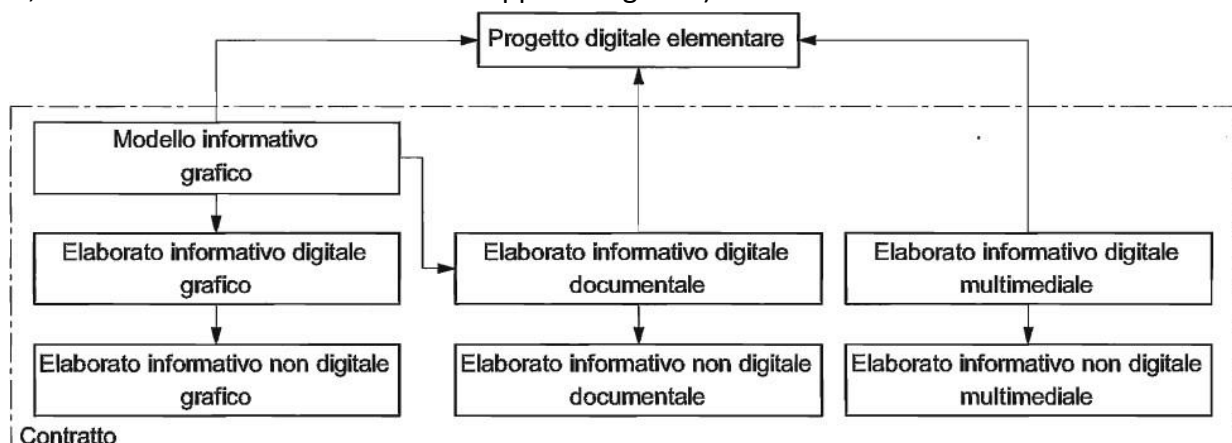 Progetto digitale elementare
Modello informativo
grafico
Elaborato informativo digitale
grafico
Elaborato informativo digitale
documentale
Elaborato informativo digitale
multimediale
Elaborato informativo non digitale
grafico
Elaborato informativo non digitale
documentale
Elaborato informativo non digitale
multimediale
Contratto